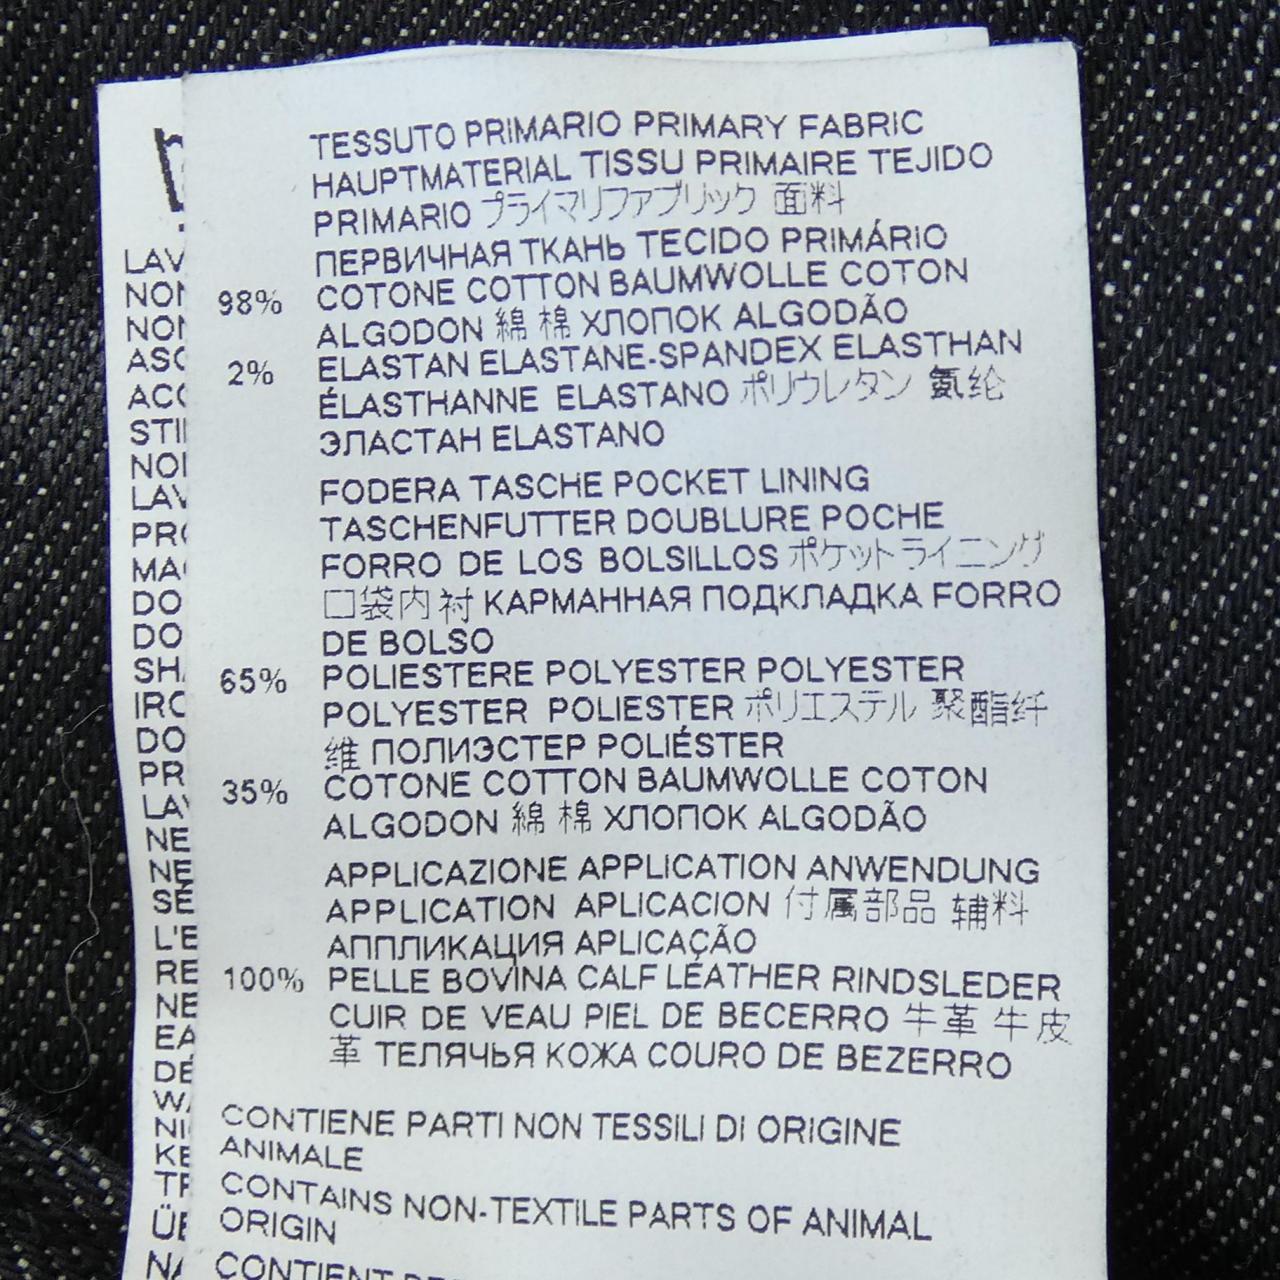 TESSUTO PRIMARIO PRIMARY FABRIC
HAUPTMATERIAL TISSU PRIMAIRE TEJIDO
PRIMARIO プライマリファブリック 面料
ПЕРВИЧНАЯ ТКАНЬ TECIDO PRIMÁRIO
98% COTONE COTTON BAUMWOLLE COTON
ALGODON 綿 棉 ХЛОПОК ALGODÃO
2% ELASTAN ELASTANE-SPANDEX ELASTHAN
ÉLASTHANNE ELASTANO ポリウレタン 氨纶
ЭЛАСТАН ELASTANO
FODERA TASCHE POCKET LINING
TASCHENFUTTER DOUBLURE POCHE
FORRO DE LOS BOLSILLOS ポケットライニング
口袋内衬 КАРМАННАЯ ПОДКЛАДКА FORRO
DE BOLSO
65% POLIESTERE POLYESTER POLYESTER
POLYESTER POLIESTER ポリエステル 聚酯纤
维 ПОЛИЭСТЕР POLIÉSTER
35% COTONE COTTON BAUMWOLLE COTON
ALGODON 綿 棉 ХЛОПОК ALGODÃO
APPLICAZIONE APPLICATION ANWENDUNG
APPLICATION APLICACION 付属部品 辅料
АППЛИКАЦИЯ APLICAÇÃO
100% PELLE BOVINA CALF LEATHER RINDSLEDER
CUIR DE VEAU PIEL DE BECERRO 牛革 牛皮
革 ТЕЛЯЧЬЯ КОЖА COURO DE BEZERRO
CONTIENE PARTI NON TESSILI DI ORIGINE
ANIMALE
CONTAINS NON-TEXTILE PARTS OF ANIMAL
ORIGIN
CONTIENT